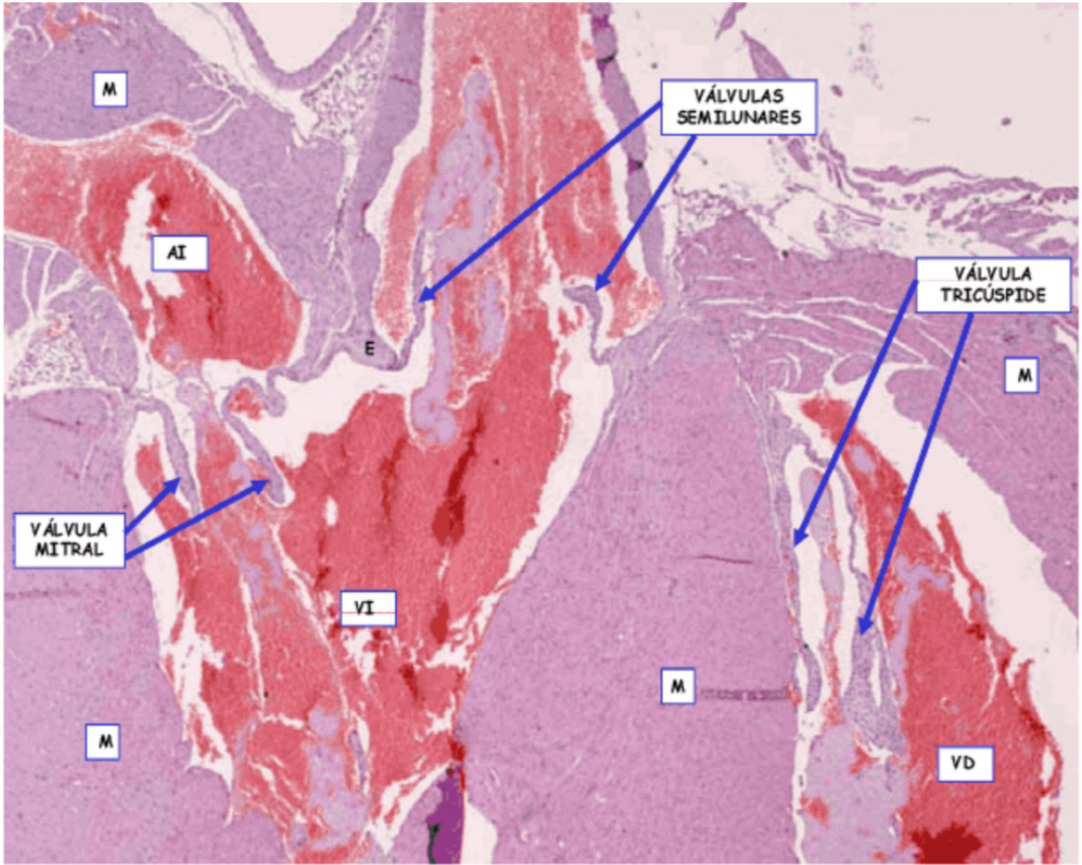 M
VÁLVULAS
SEMILUNARES
AI
VÁLVULA
TRICÚSPIDE
E
M
VÁLVULA
MITRAL
VI
M
M
VD